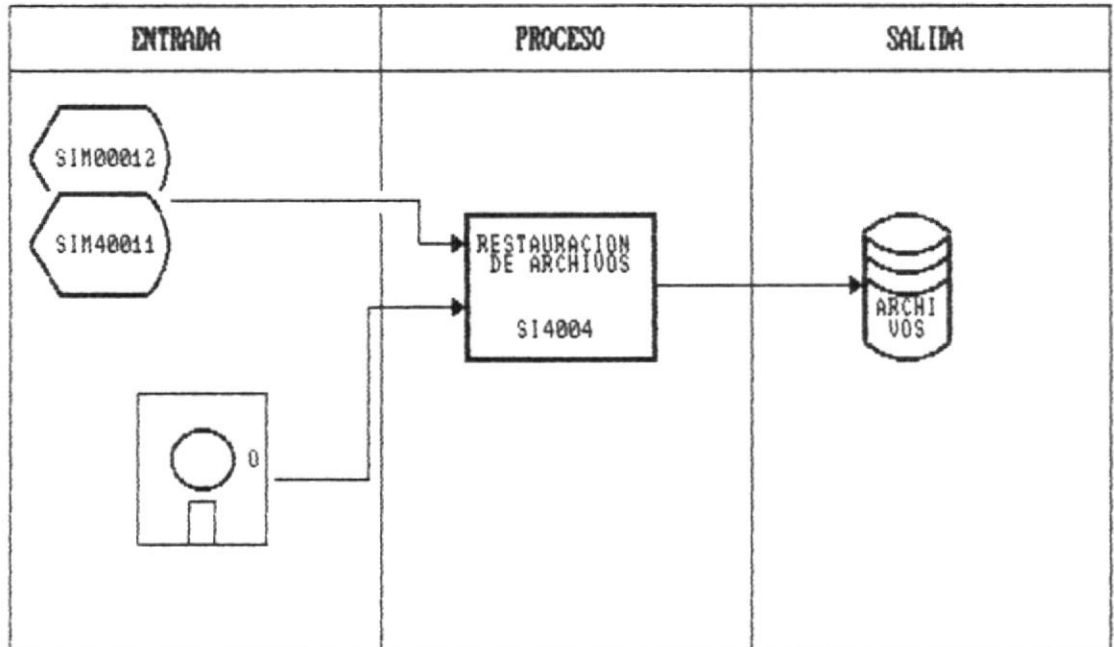 ENTRADA PROCESO SALIDA
SIM00012
SIM40011
RESTAURACION
DE ARCHIVOS
SI4004
ARCHI
VOS
0